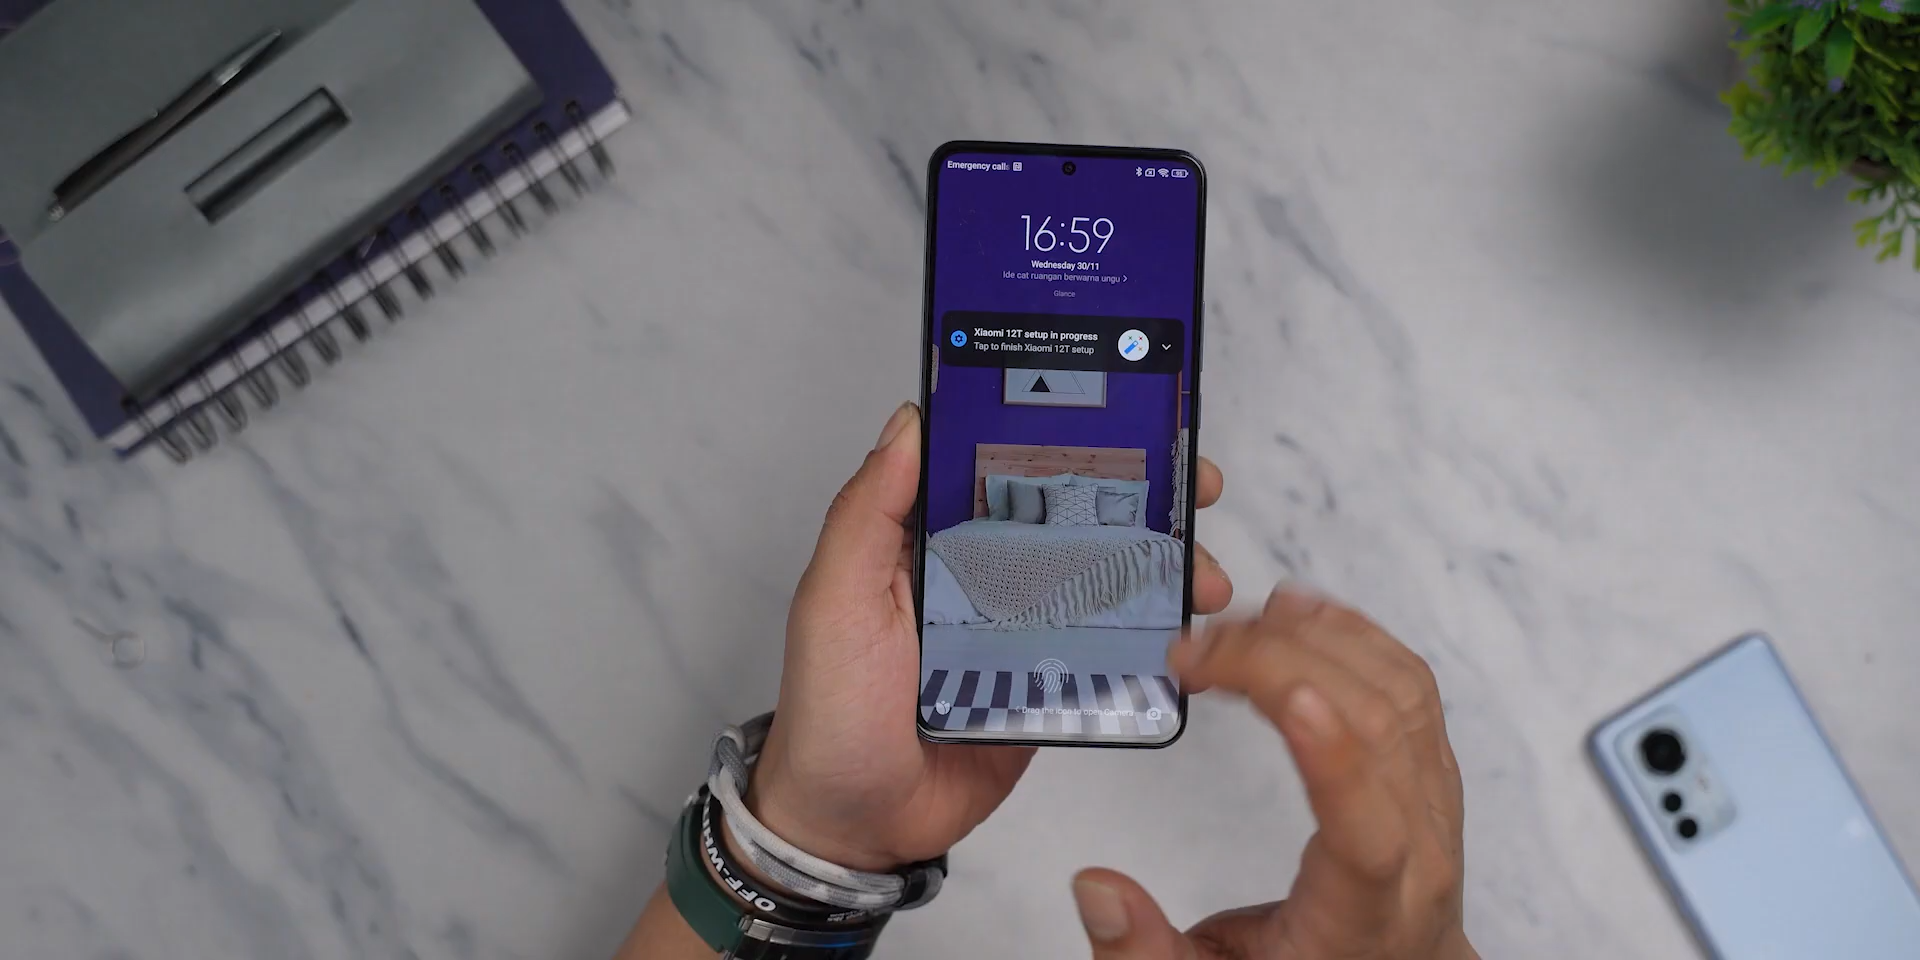 Emergency calls
16:59
Wednesday 30/11
Ide cat ruangan berwarna ungu >
Glance
Xiaomi 12T setup in progress
Tap to finish Xiaomi 12T setup
Drag the icon to open Camera
OFF-WHI